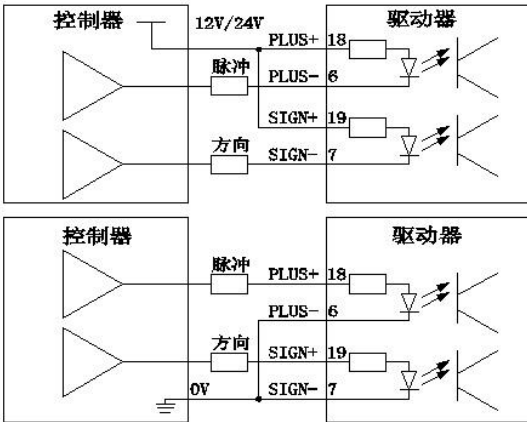 控制器 12V/24V 驱动器
PLUS+ 18
脉冲 PLUS- 6
SIGN+ 19
方向 SIGN- 7
控制器 驱动器
脉冲 PLUS+ 18
PLUS- 6
方向 SIGN+ 19
0V SIGN- 7